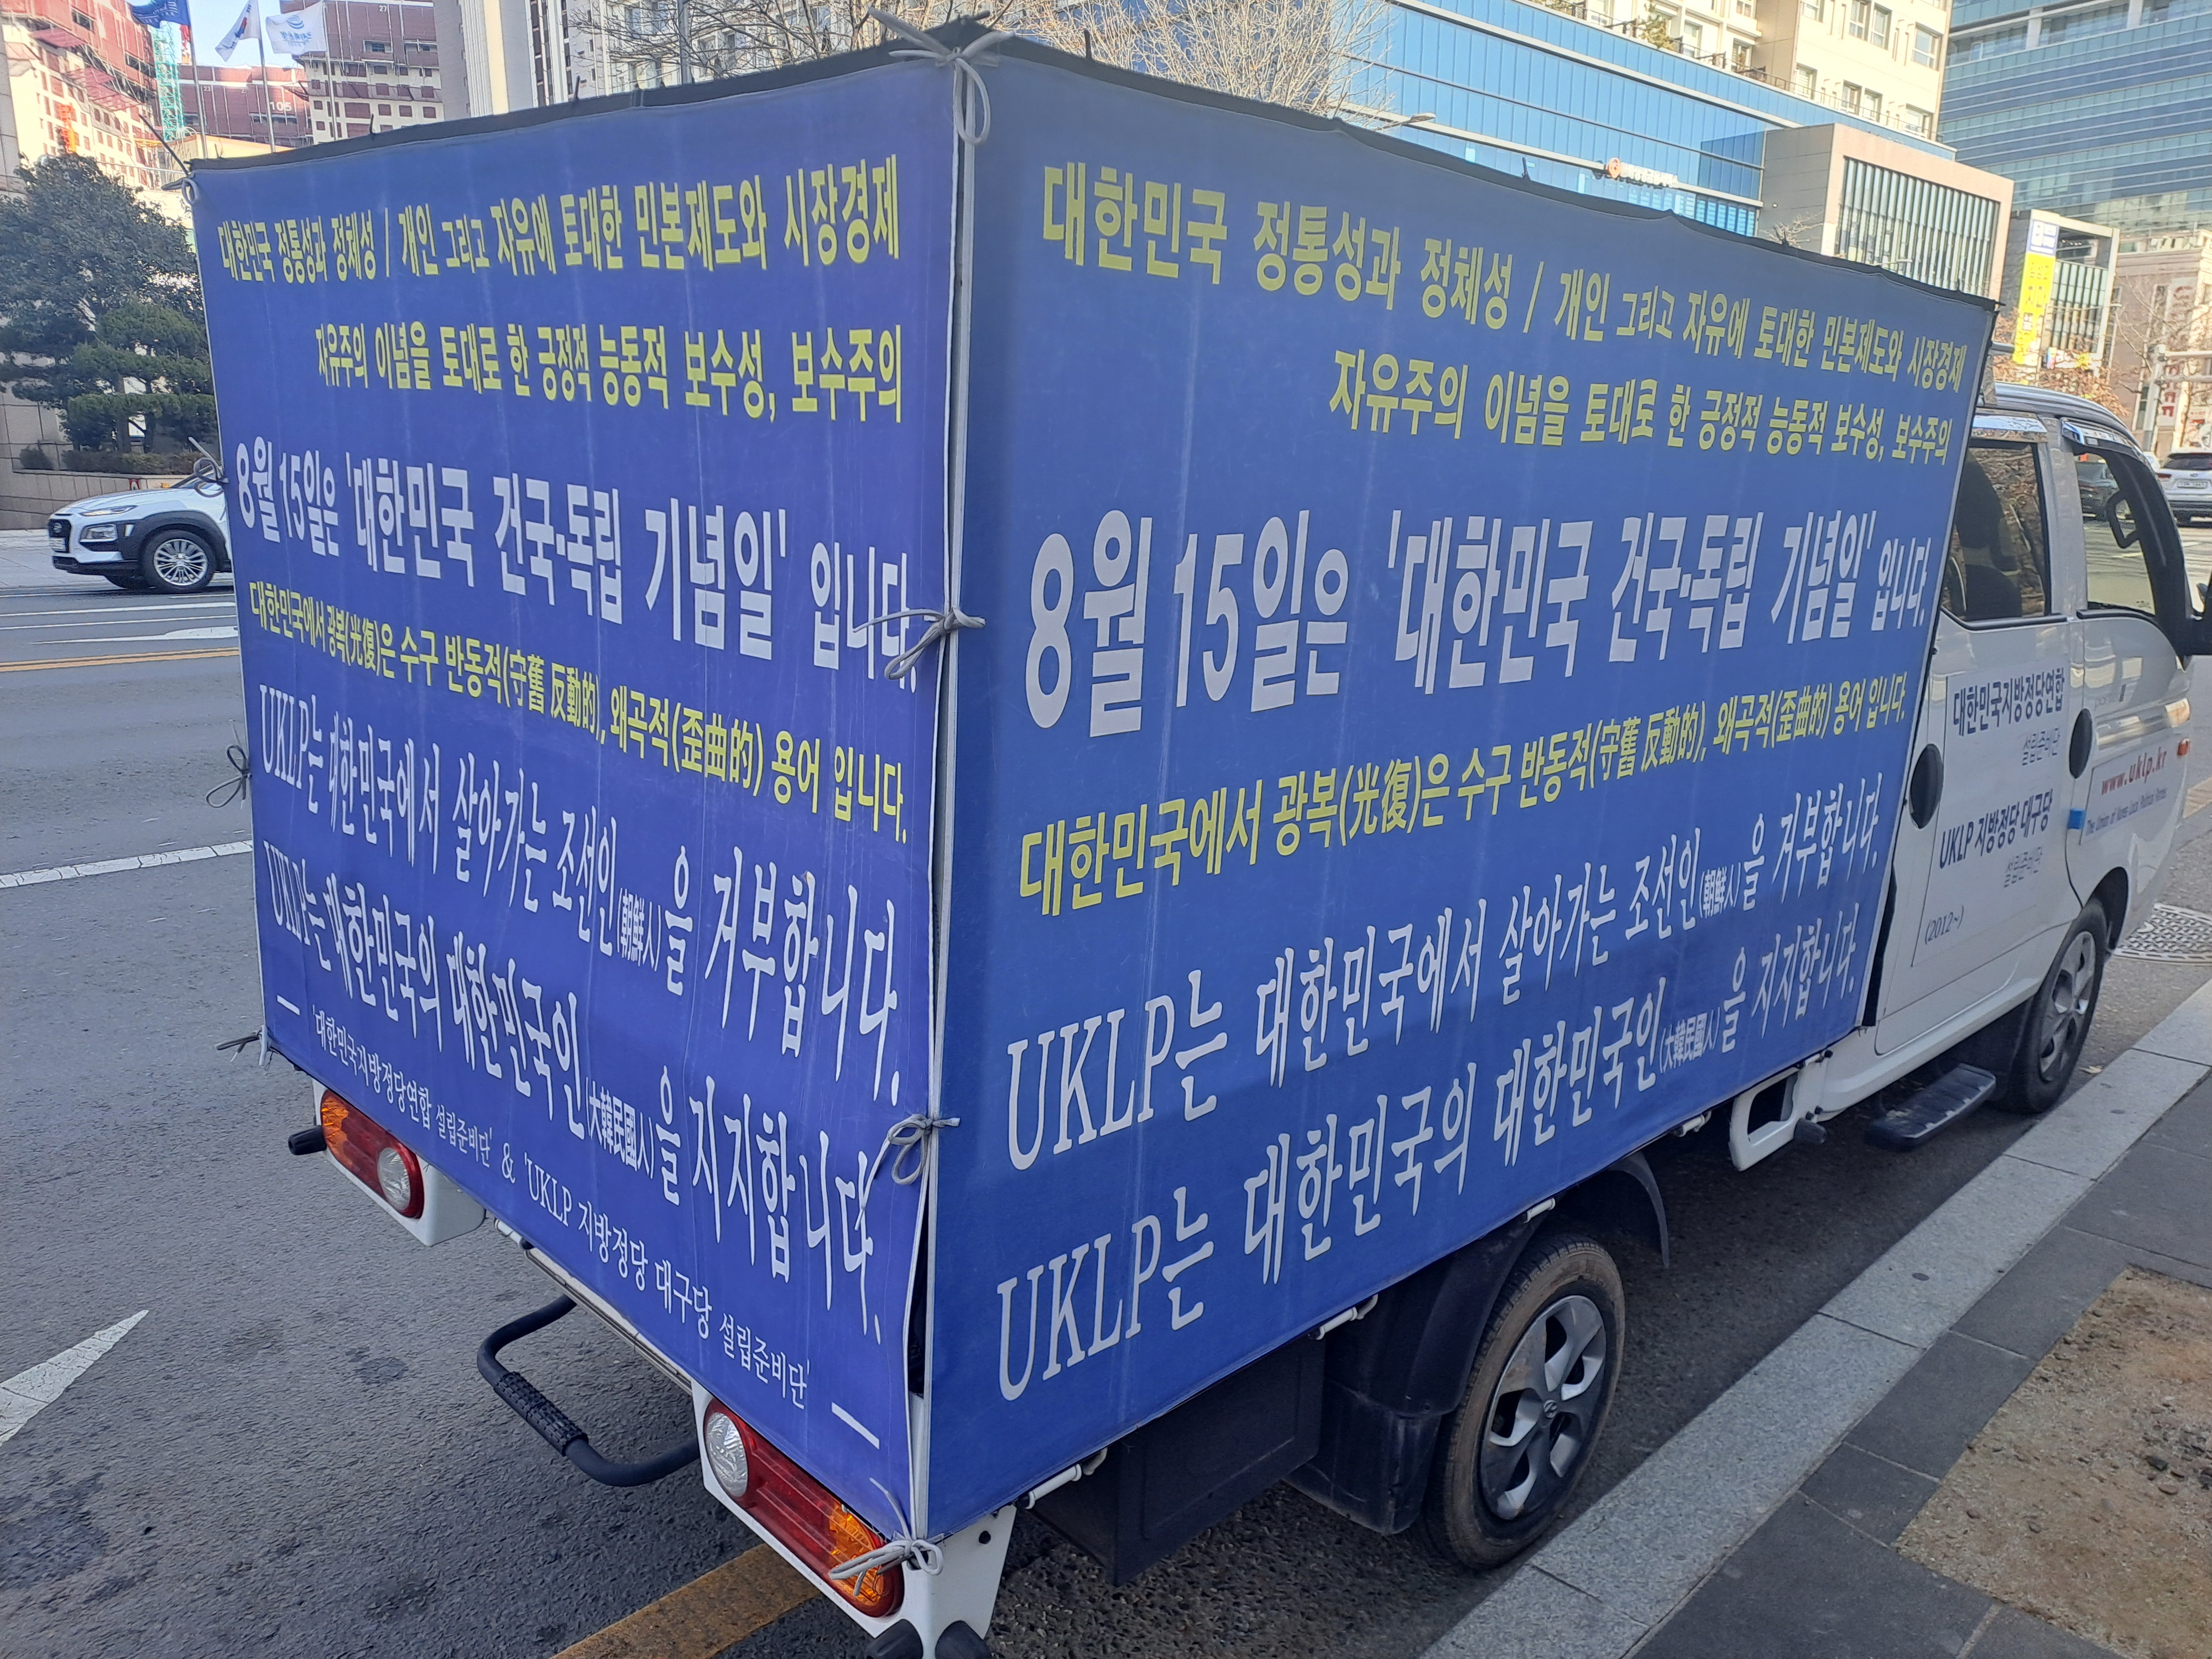 대한민국 정통성과 정체성 / 개인 그리고 자유에 토대한 민본제도와 시장경제
자유주의 이념을 토대로 한 긍정적 능동적 보수성, 보수주의
8월 15일은 '대한민국 건국·독립 기념일' 입니다.
대한민국에서 광복(光復)은 수구 반동적(守舊 反動的), 왜곡적(歪曲的) 용어 입니다.
UKLP는 대한민국에서 살아가는 조선인(朝鮮人)을 거부합니다.
UKLP는 대한민국의 대한민국인(大韓民國人)을 지지합니다.
— '대한민국지방정당연합 설립준비단' & 'UKLP 지방정당 대구당 설립준비단' —
대한민국 정통성과 정체성 / 개인 그리고 자유에 토대한 민본제도와 시장경제
자유주의 이념을 토대로 한 긍정적 능동적 보수성, 보수주의
8월 15일은 '대한민국 건국·독립 기념일' 입니다.
대한민국에서 광복(光復)은 수구 반동적(守舊 反動的), 왜곡적(歪曲的) 용어 입니다.
UKLP는 대한민국에서 살아가는 조선인(朝鮮人)을 거부합니다.
UKLP는 대한민국의 대한민국인(大韓民國人)을 지지합니다.
대한민국지방정당연합
설립준비단
UKLP 지방정당 대구당
설립준비단
(2012~)
www.uklp.kr
The Union of Korea Local Political Parties
105